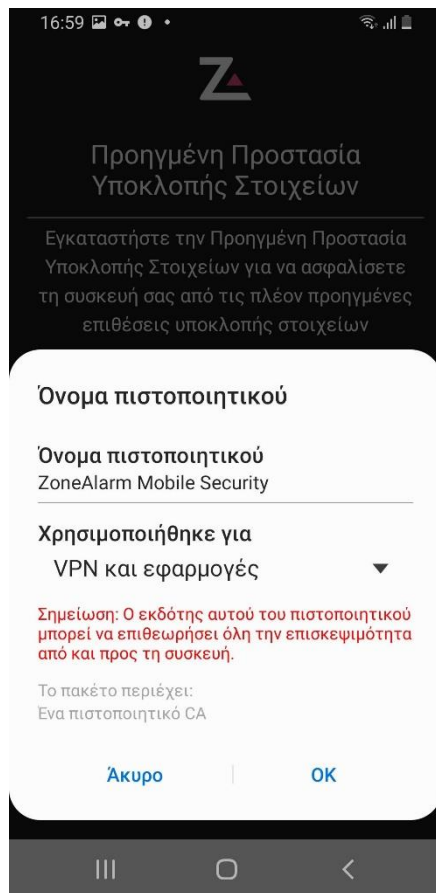 16:59
Προηγμένη Προστασία
Υποκλοπής Στοιχείων
Εγκαταστήστε την Προηγμένη Προστασία
Υποκλοπής Στοιχείων για να ασφαλίσετε
τη συσκευή σας από τις πλέον προηγμένες
επιθέσεις υποκλοπής στοιχείων
Όνομα πιστοποιητικού
Όνομα πιστοποιητικού
ZoneAlarm Mobile Security
Χρησιμοποιήθηκε για
VPN και εφαρμογές
Σημείωση: Ο εκδότης αυτού του πιστοποιητικού
μπορεί να επιθεωρήσει όλη την επισκεψιμότητα
από και προς τη συσκευή.
Το πακέτο περιέχει:
Ένα πιστοποιητικό CA
Άκυρο
OK